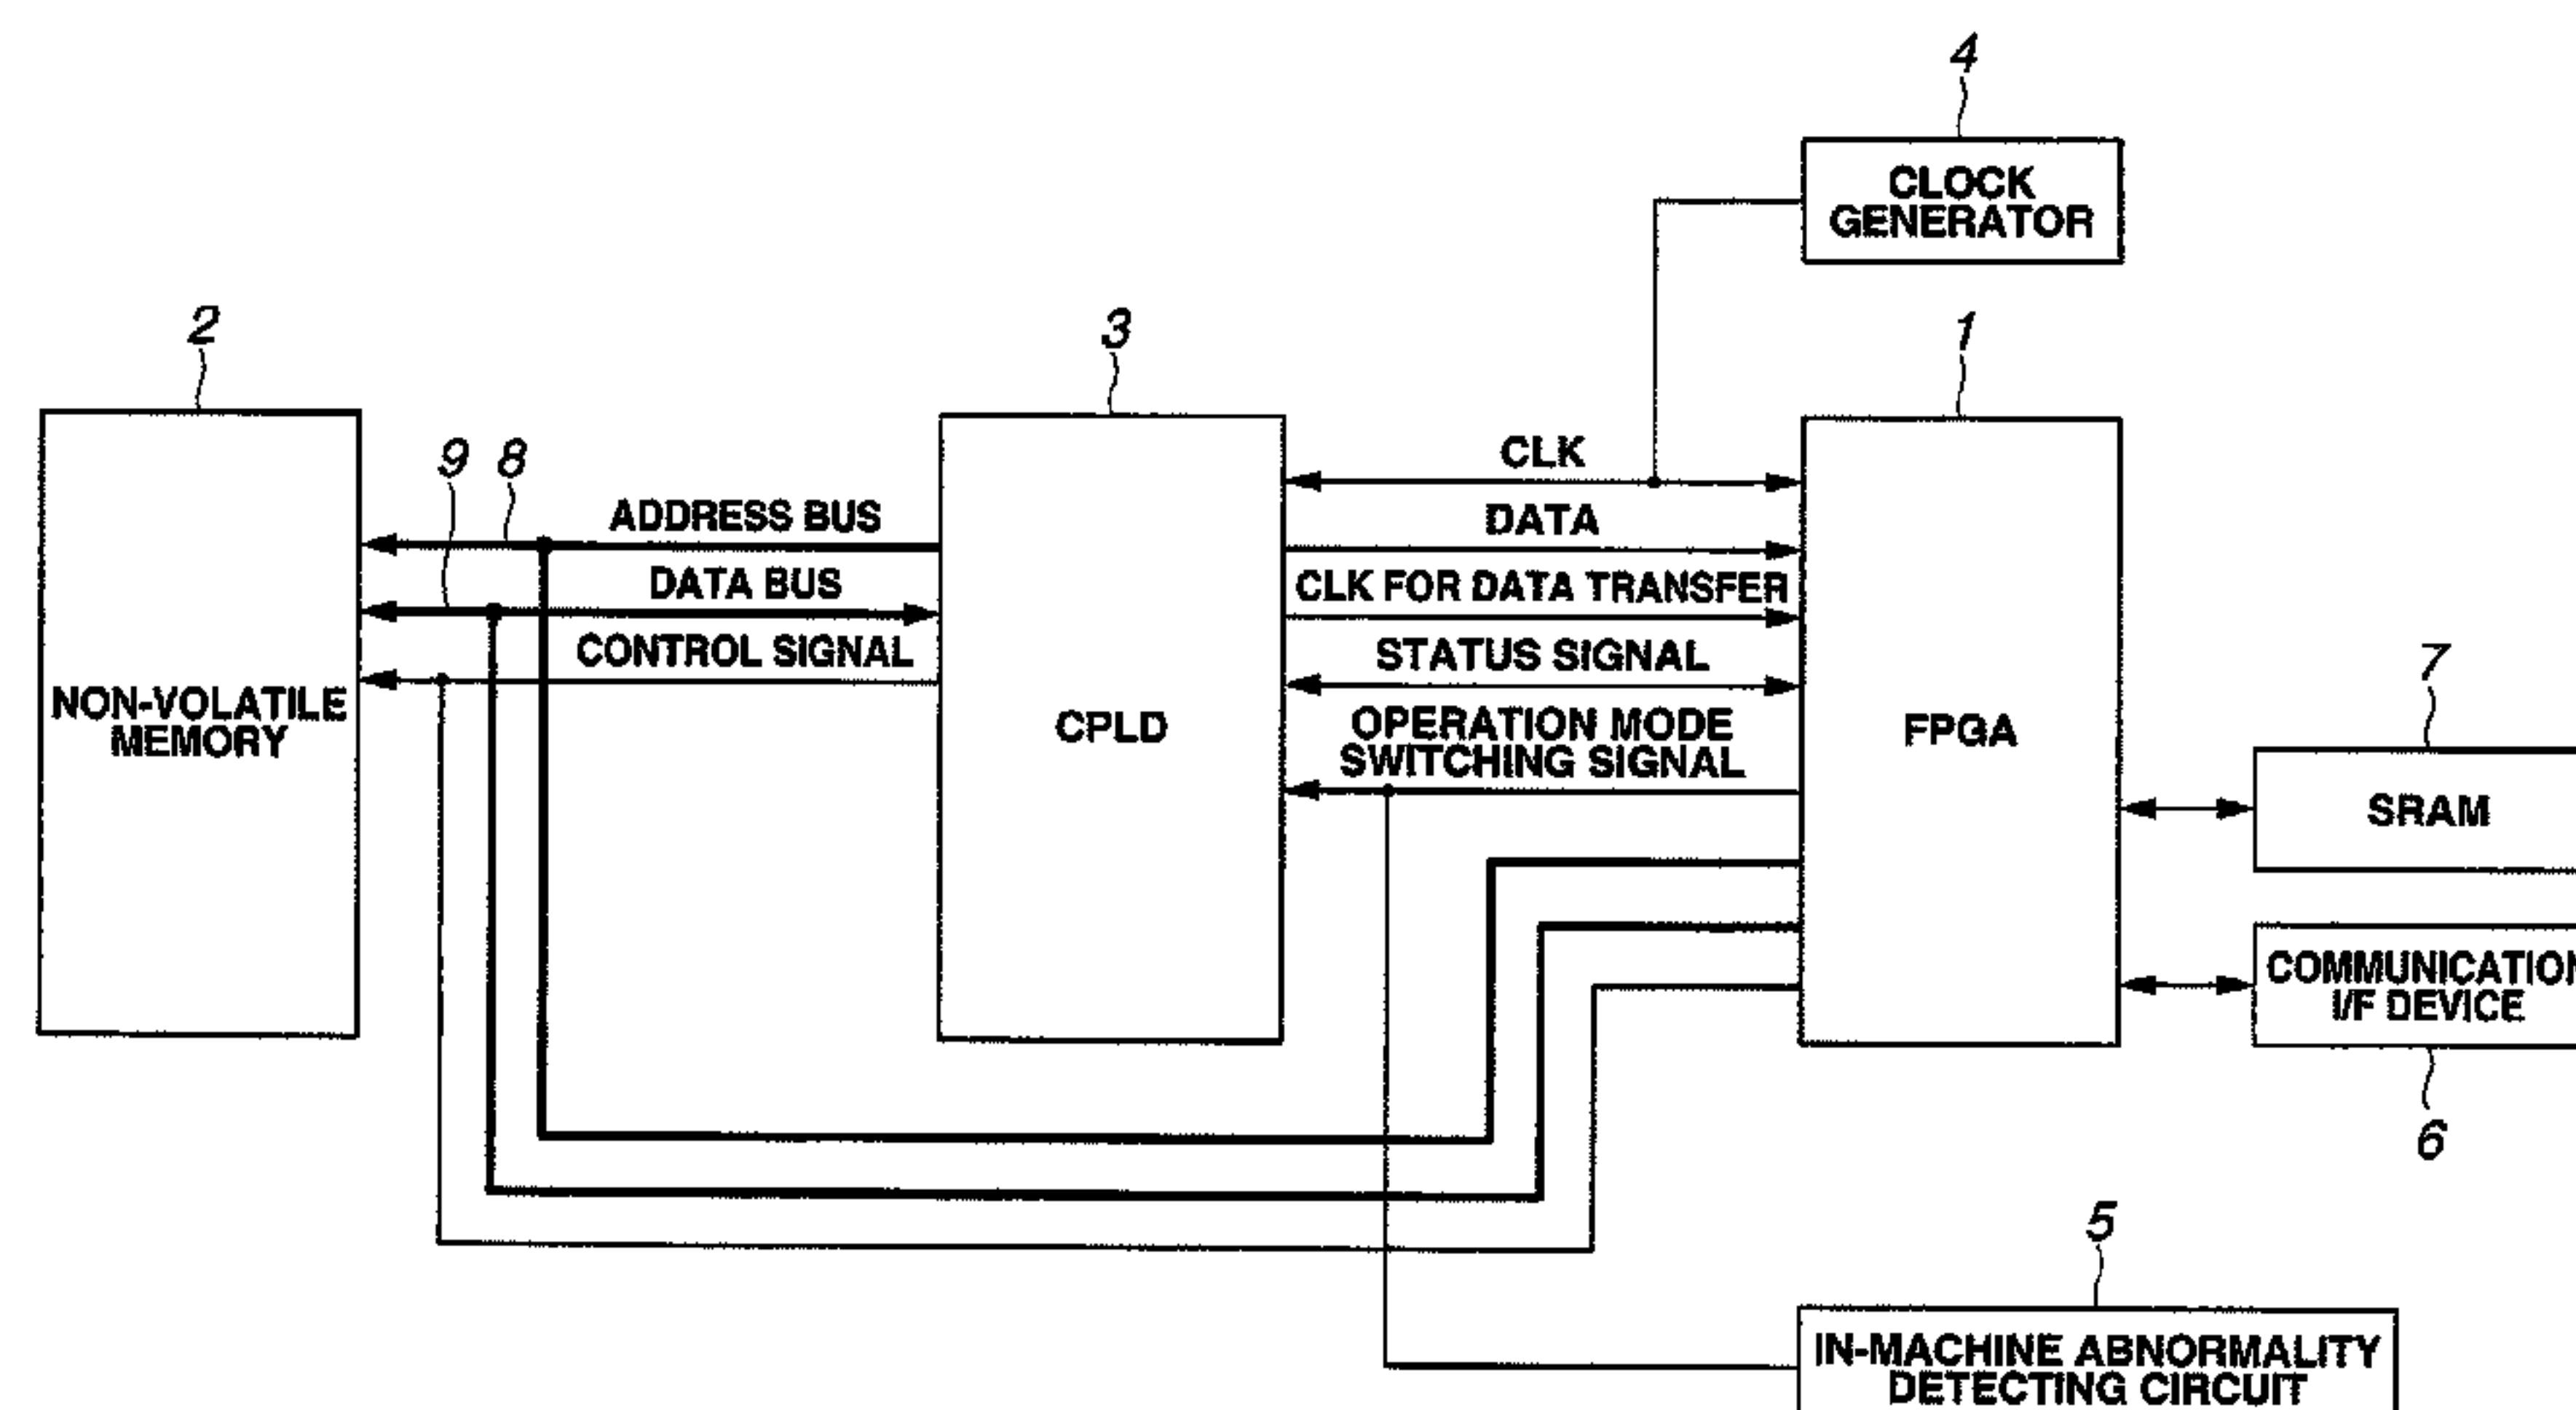 4
CLOCK
GENERATOR
2
3
1
9 8
ADDRESS BUS
DATA BUS
CONTROL SIGNAL
NON-VOLATILE
MEMORY
CPLD
CLK
DATA
CLK FOR DATA TRANSFER
STATUS SIGNAL
OPERATION MODE
SWITCHING SIGNAL
FPGA
7
SRAM
COMMUNICATION
I/F DEVICE
6
5
IN-MACHINE ABNORMALITY
DETECTING CIRCUIT